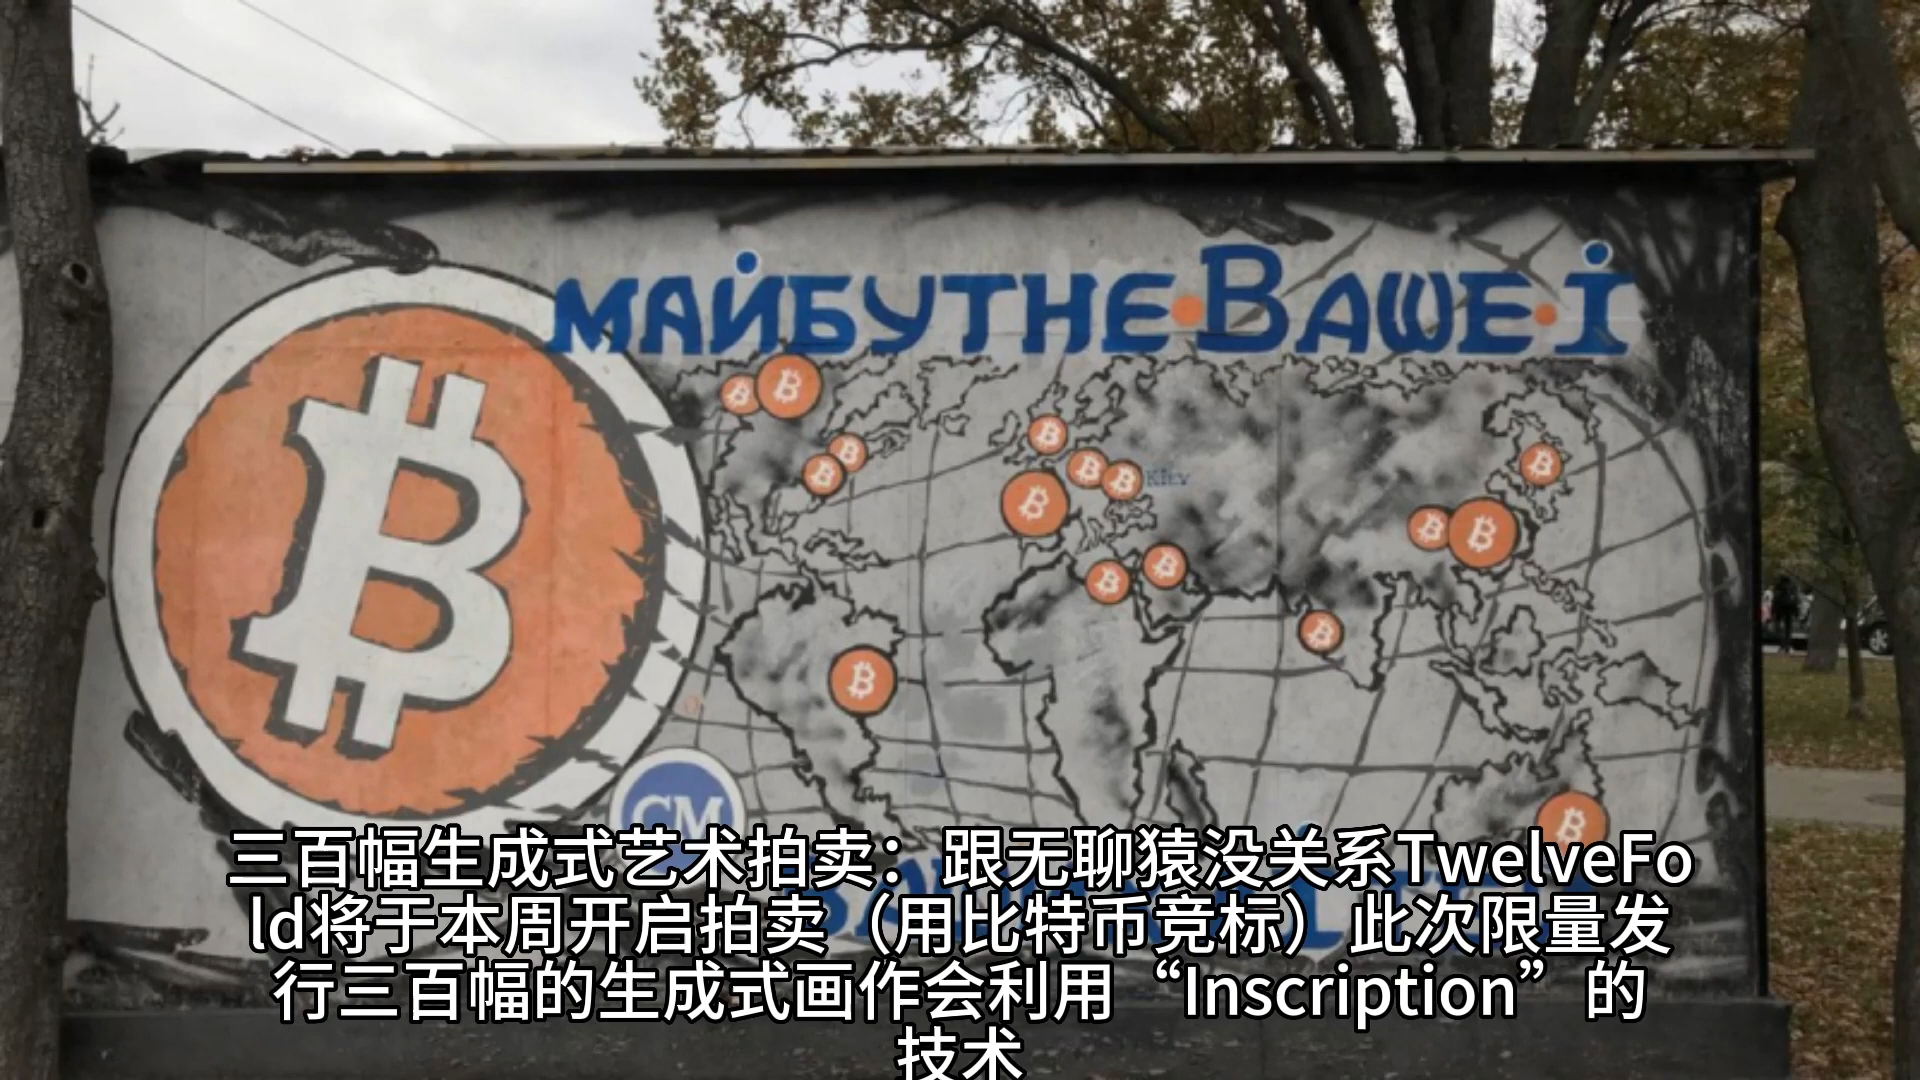 МАЙБУТНЄ ВАШЕ І
KIEV
CM
三百幅生成式艺术拍卖：跟无聊猿没关系TwelveFo
ld将于本周开启拍卖（用比特币竞标）此次限量发
行三百幅的生成式画作会利用“Inscription”的
技术